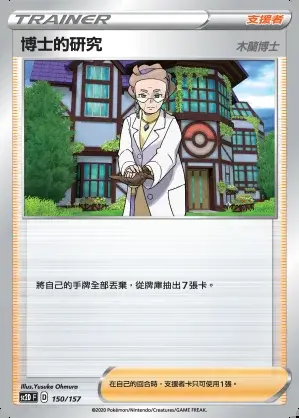 TRAINER
支援者
博士的研究
木蘭博士
將自己的手牌全部丟棄，從牌庫抽出7張卡。
Illus.Yusuke Ohmura
SC1D F D 150/157
在自己的回合時，支援者卡只可使用1張。
©2020 Pokémon/Nintendo/Creatures/GAME FREAK.